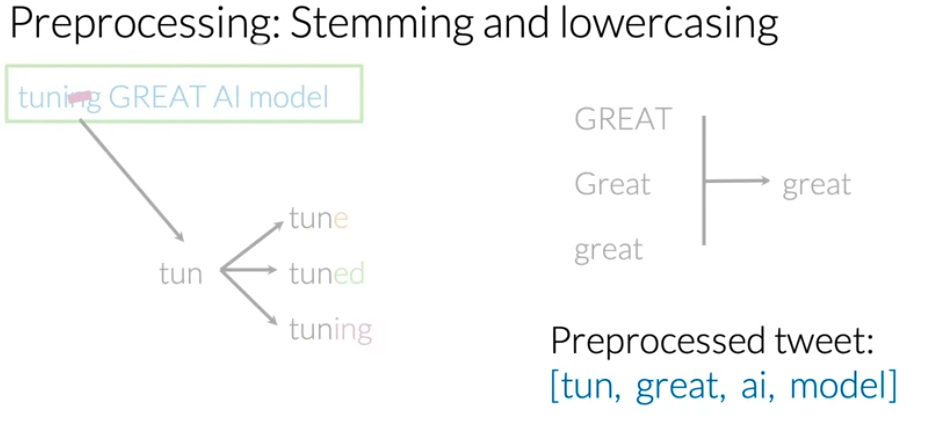 Preprocessing: Stemming and lowercasing
tuning GREAT AI model
tun
tune
tuned
tuning
GREAT
Great
great
great
Preprocessed tweet:
[tun, great, ai, model]